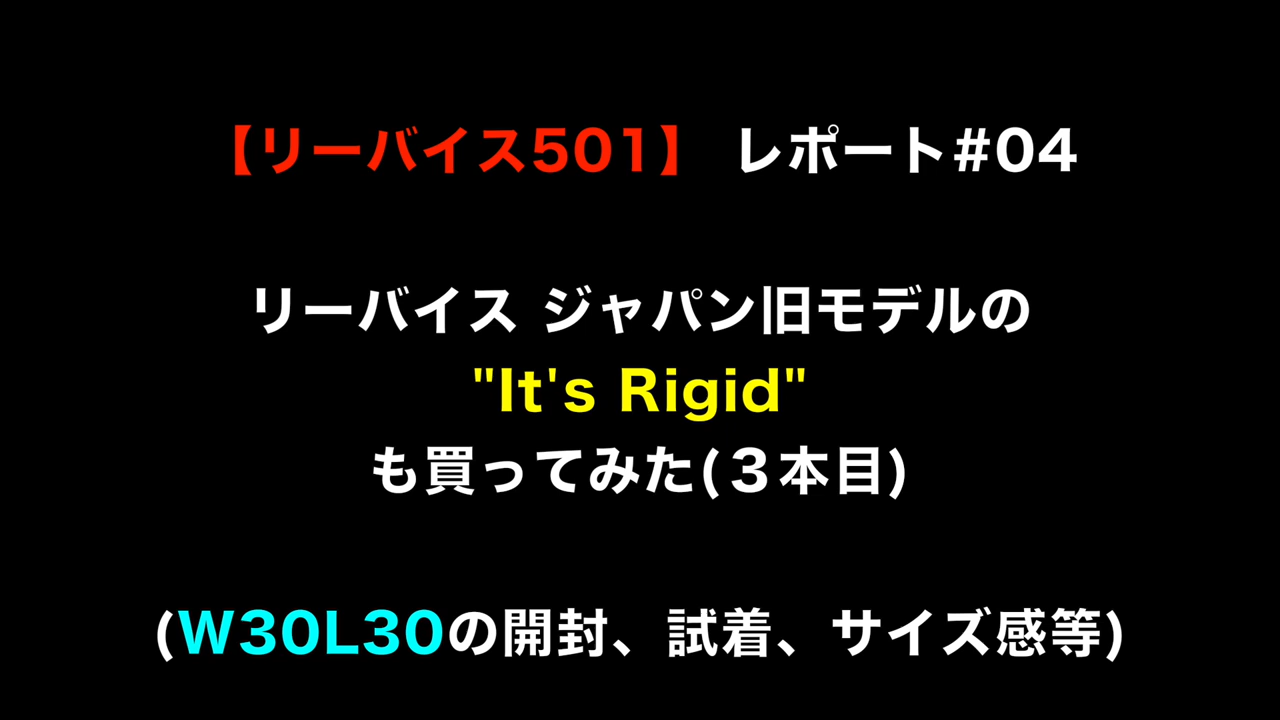 【リーバイス501】 レポート#04
リーバイス ジャパン旧モデルの
"It's Rigid"
も買ってみた(３本目)
(W30L30の開封、試着、サイズ感等)